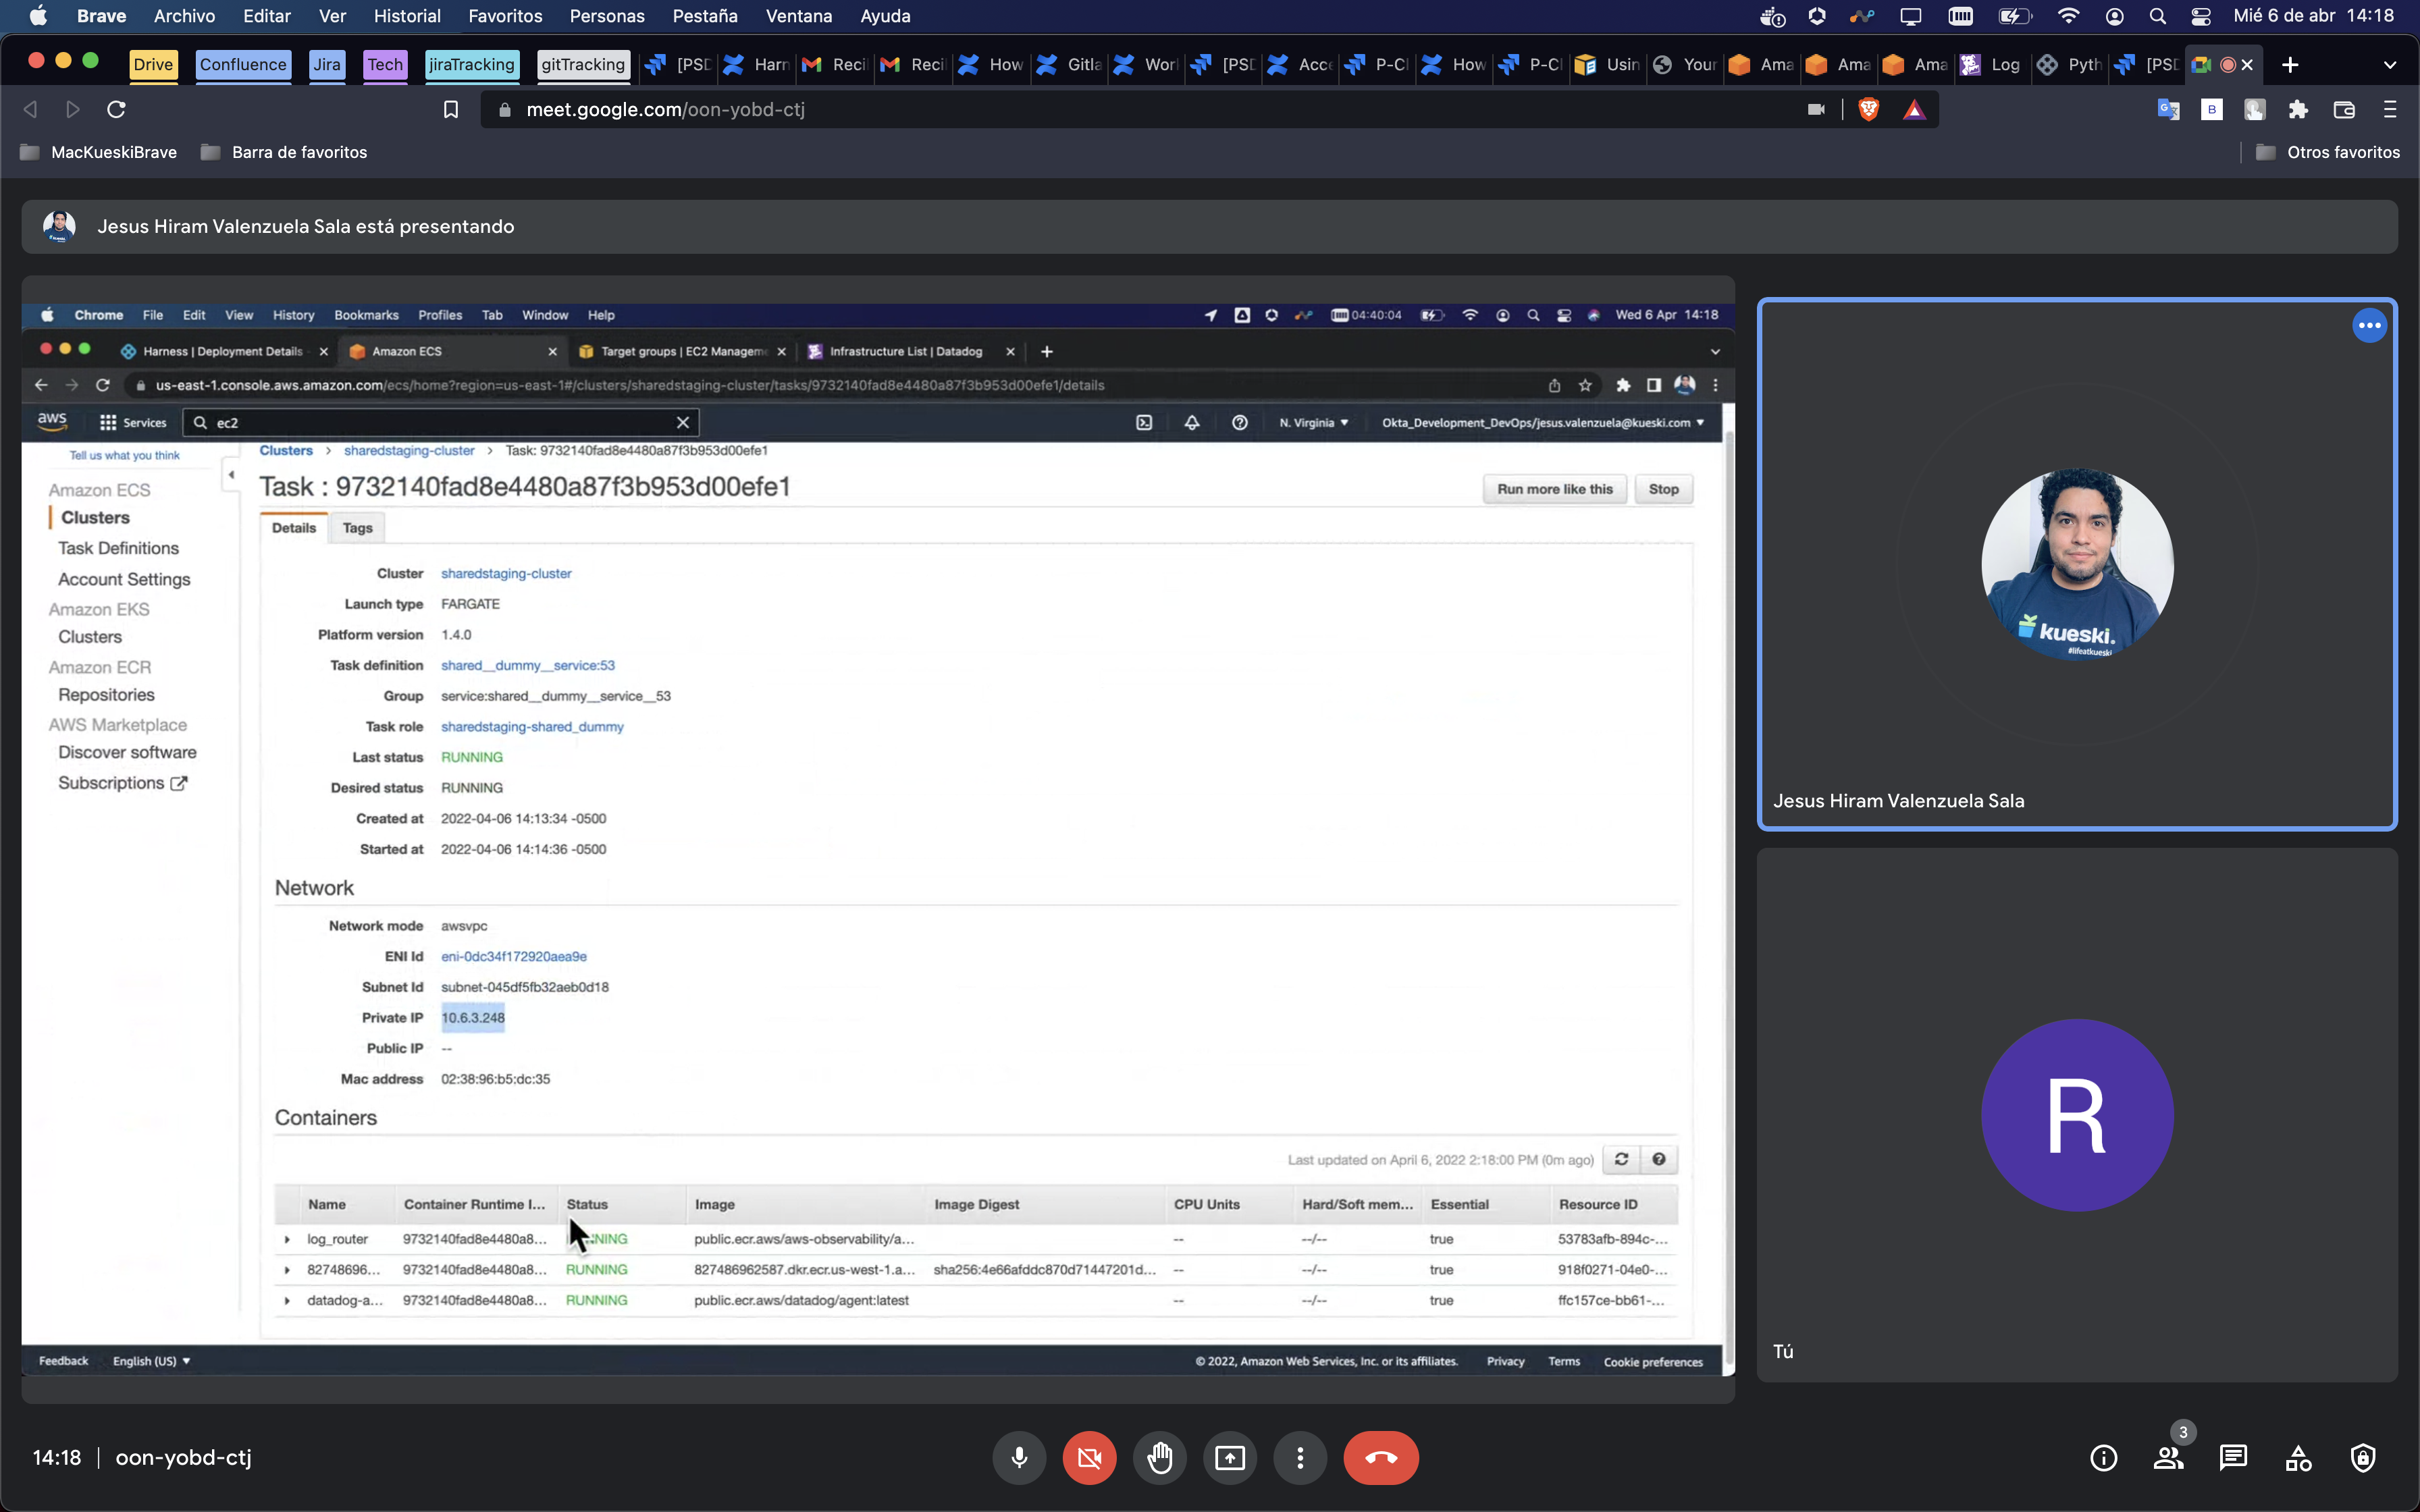 Brave Archivo Editar Ver Historial Favoritos Personas Pestaña Ventana Ayuda Mié 6 de abr 14:18
Drive Confluence Jira Tech jiraTracking gitTracking [PSD Harn Reci Reci How Gitla Wor [PSD Acce P-Cl How P-Cl Usin Your Ama Ama Ama Log Pyth [PSD
meet.google.com/oon-yobd-ctj
MacKueskiBrave Barra de favoritos Otros favoritos
Jesus Hiram Valenzuela Sala está presentando
Chrome File Edit View History Bookmarks Profiles Tab Window Help 04:40:04 Wed 6 Apr 14:18
Harness | Deployment Details Amazon ECS Target groups | EC2 Managem Infrastructure List | Datadog
us-east-1.console.aws.amazon.com/ecs/home?region=us-east-1#/clusters/sharedstaging-cluster/tasks/9732140fad8e4480a87f3b953d00efe1/details
aws Services ec2 N. Virginia Okta_Development_DevOps/jesus.valenzuela@kueski.com
Tell us what you think
Amazon ECS
Clusters
Task Definitions
Account Settings
Amazon EKS
Clusters
Amazon ECR
Repositories
AWS Marketplace
Discover software
Subscriptions
Clusters > sharedstaging-cluster > Task: 9732140fad8e4480a87f3b953d00efe1
Task : 9732140fad8e4480a87f3b953d00efe1
Run more like this Stop
Details Tags
Cluster sharedstaging-cluster
Launch type FARGATE
Platform version 1.4.0
Task definition shared__dummy__service:53
Group service:shared__dummy__service__53
Task role sharedstaging-shared_dummy
Last status RUNNING
Desired status RUNNING
Created at 2022-04-06 14:13:34 -0500
Started at 2022-04-06 14:14:36 -0500
Network
Network mode awsvpc
ENI Id eni-0dc34f172920aea9e
Subnet Id subnet-045df5fb32aeb0d18
Private IP 10.6.3.248
Public IP --
Mac address 02:38:96:b5:dc:35
Containers
Last updated on April 6, 2022 2:18:00 PM (0m ago)
Name Container Runtime I... Status Image Image Digest CPU Units Hard/Soft mem... Essential Resource ID
log_router 9732140fad8e4480a8... NNING public.ecr.aws/aws-observability/a... -- --/-- true 53783afb-894c-...
82748696... 9732140fad8e4480a8... RUNNING 827486962587.dkr.ecr.us-west-1.a... sha256:4e66afddc870d71447201d... -- --/-- true 918f0271-04e0-...
datadog-a... 9732140fad8e4480a8... RUNNING public.ecr.aws/datadog/agent:latest -- --/-- true ffc157ce-bb61-...
Feedback English (US) © 2022, Amazon Web Services, Inc. or its affiliates. Privacy Terms Cookie preferences
kueski.
#lifeatkueski
Jesus Hiram Valenzuela Sala
R
Tú
14:18 | oon-yobd-ctj
3